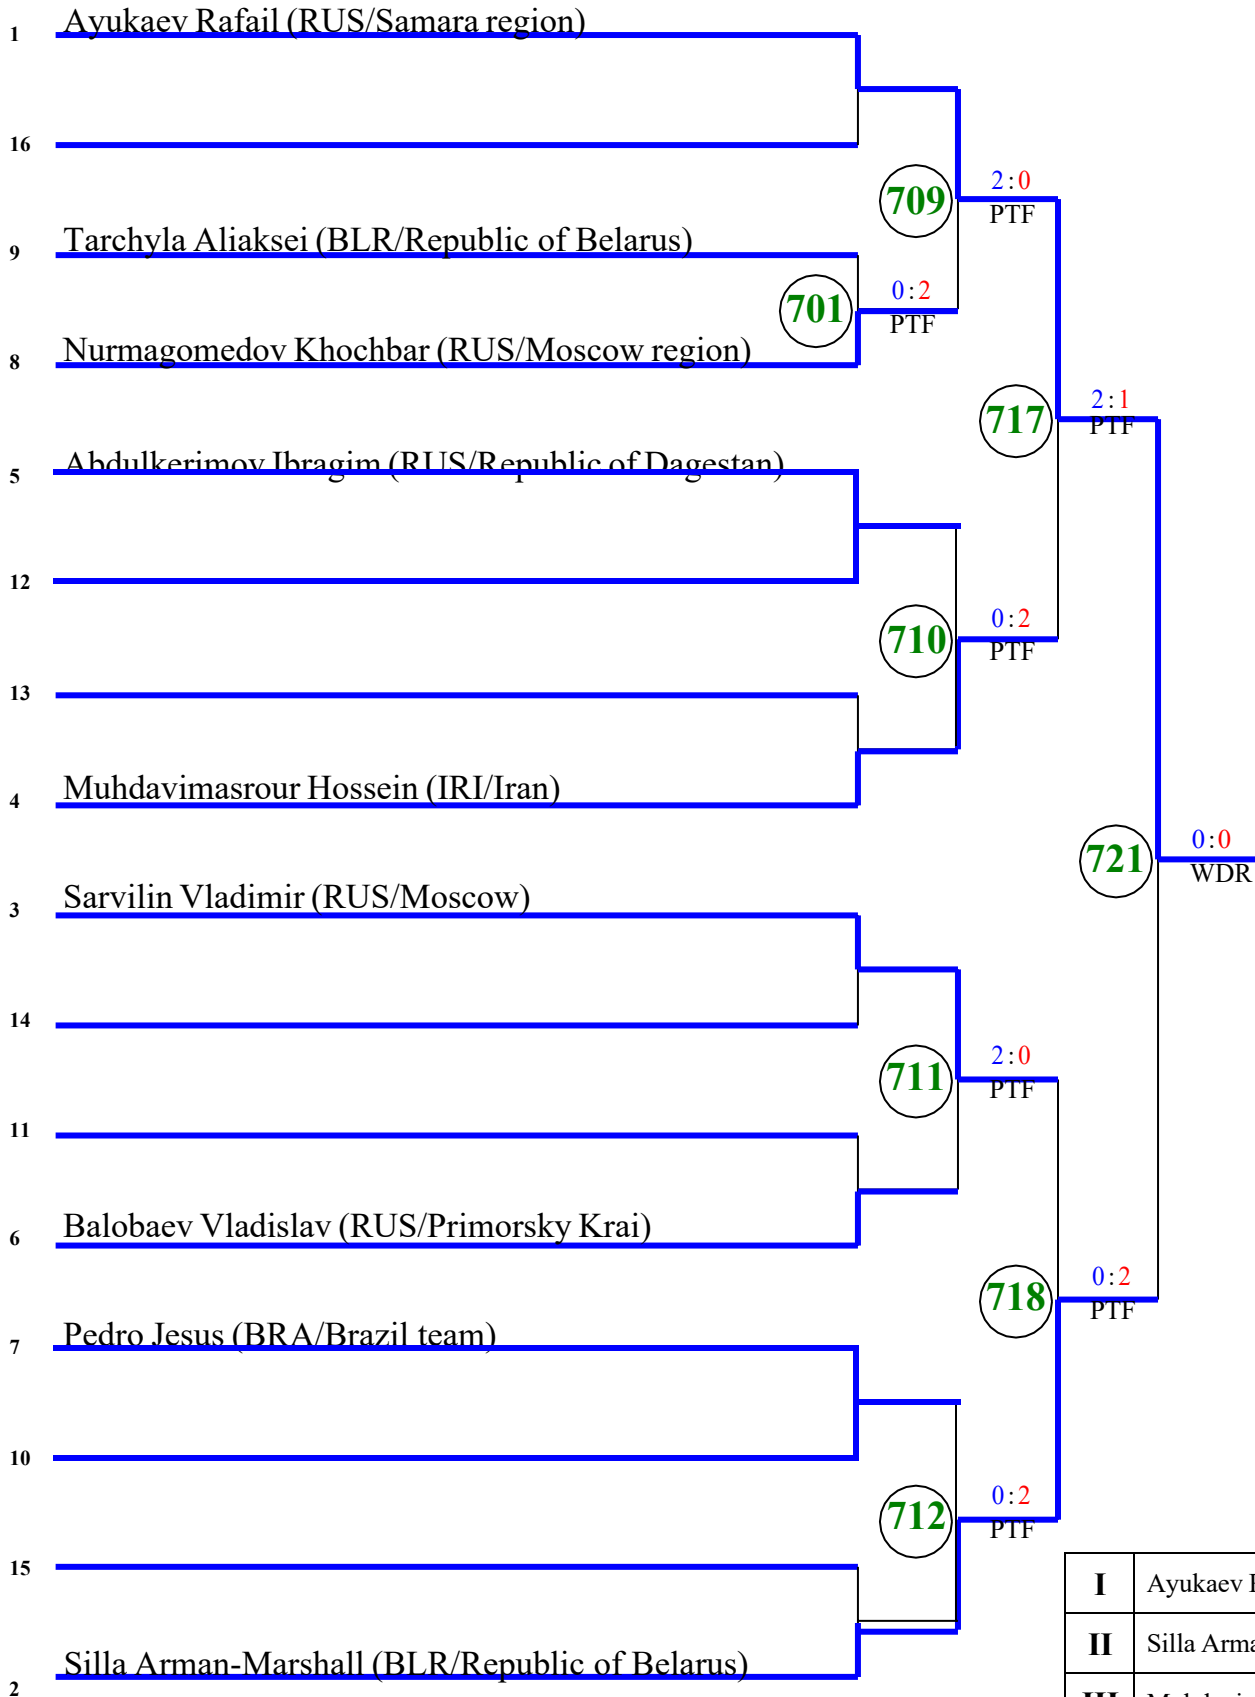 1 Ayukaev Rafail (RUS/Samara region)
16
709 2:0
PTF
9 Tarchyla Aliaksei (BLR/Republic of Belarus)
701 0:2
PTF
8 Nurmagomedov Khochbar (RUS/Moscow region)
717 2:1
PTF
5 Abdulkerimov Ibragim (RUS/Republic of Dagestan)
12
710 0:2
PTF
13
4 Muhdavimasrour Hossein (IRI/Iran)
721 0:0
WDR
3 Sarvilin Vladimir (RUS/Moscow)
14
711 2:0
PTF
11
6 Balobaev Vladislav (RUS/Primorsky Krai)
718 0:2
PTF
7 Pedro Jesus (BRA/Brazil team)
10
712 0:2
PTF
15
I Ayukaev
2 Silla Arman-Marshall (BLR/Republic of Belarus)
II Silla Arma
III